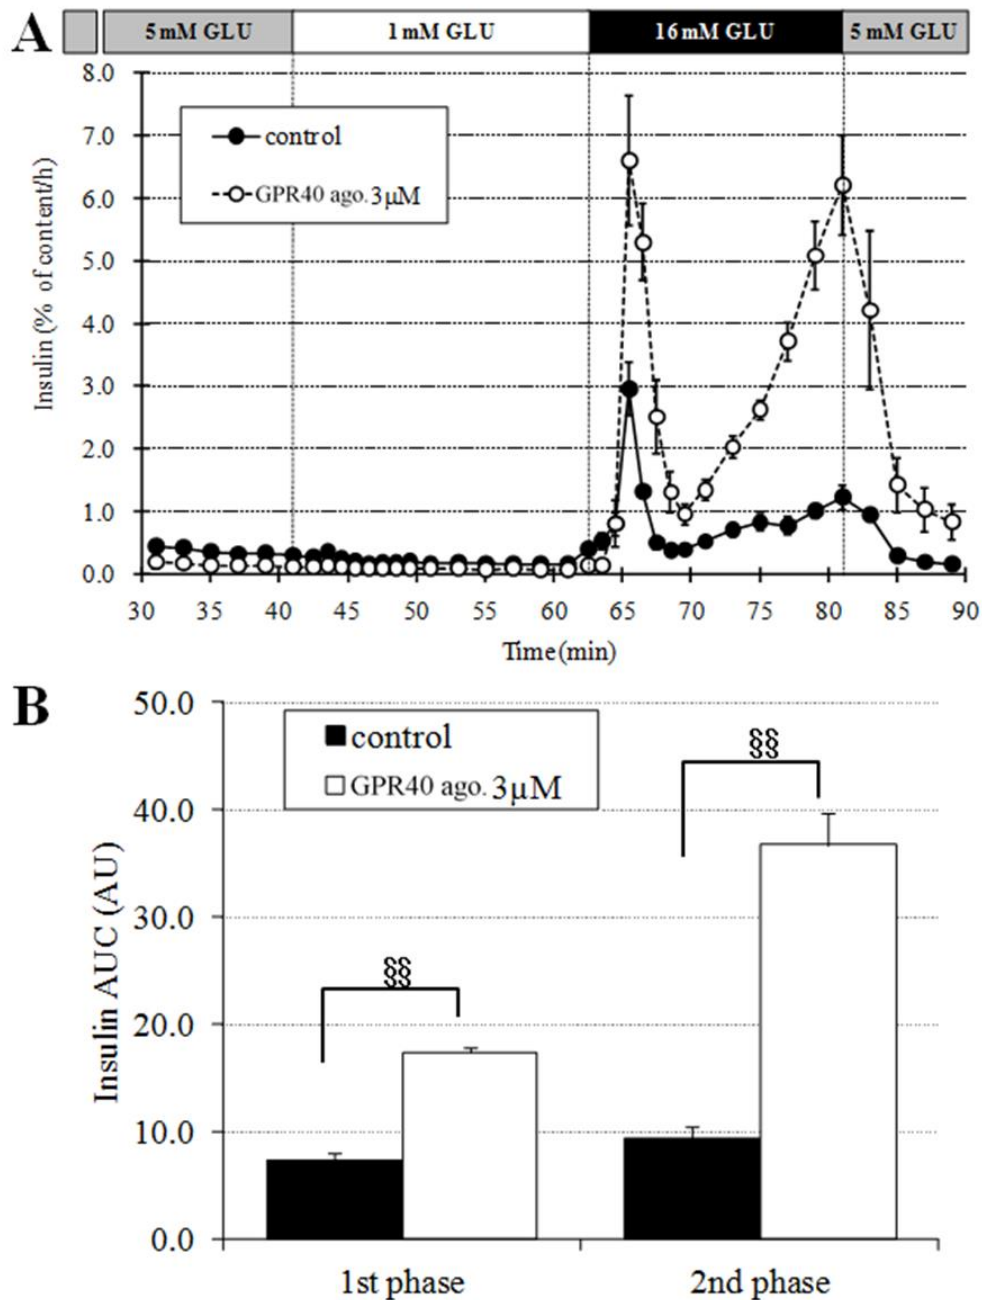 A
5 mM GLU 1 mM GLU 16 mM GLU 5 mM GLU
8.0
7.0
6.0
5.0
4.0
3.0
2.0
1.0
0.0
Insulin (% of content/h)
control
GPR40 ago. 3μM
30 35 40 45 50 55 60 65 70 75 80 85 90
Time (min)
B
50.0
40.0
30.0
20.0
10.0
0.0
Insulin AUC (AU)
control
GPR40 ago. 3μM
§§
§§
§§
§§
1st phase 2nd phase